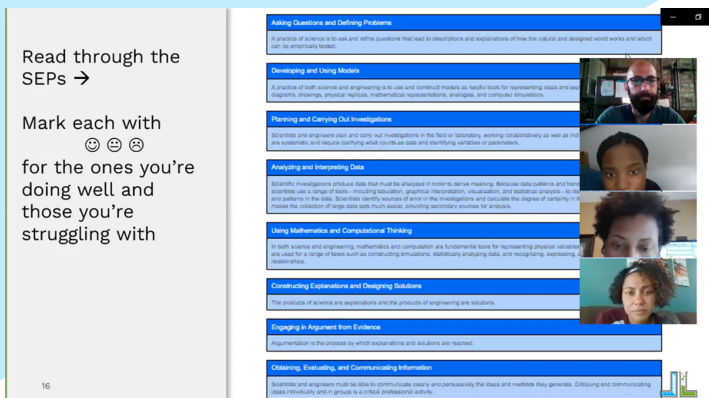 Read through the
SEPs →
Mark each with
☺ 😐 ☹
for the ones you're
doing well and
those you're
struggling with
16
Asking Questions and Defining Problems
A practice of science is to ask and refine questions that lead to descriptions and explanations of how the natural and designed world works and which
can be empirically tested.
Developing and Using Models
A practice of both science and engineering is to use and construct models as helpful tools for representing ideas and
diagrams, drawings, physical replicas, mathematical representations, analogies, and computer simulations.
Planning and Carrying Out Investigations
Scientists and engineers plan and carry out investigations in the field or laboratory, working collaboratively as well as
are systematic and require clarifying what counts as data and identifying variables or parameters.
Analyzing and Interpreting Data
Scientific investigations produce data that must be analyzed in order to derive meaning. Because data patterns and
scientists use a range of tools—including tabulation, graphical interpretation, visualization, and statistical analysis—to
and patterns in the data. Scientists identify sources of error in the investigations and calculate the degree of certainty in
makes the collection of large data sets much easier, providing secondary sources for analysis.
Using Mathematics and Computational Thinking
In both science and engineering, mathematics and computation are fundamental tools for representing physical variables
are used for a range of tasks such as constructing simulations; statistically analyzing data; and recognizing, expressing,
relationships.
Constructing Explanations and Designing Solutions
The products of science are explanations and the products of engineering are solutions.
Engaging in Argument from Evidence
Argumentation is the process by which explanations and solutions are reached.
Obtaining, Evaluating, and Communicating Information
Scientists and engineers must be able to communicate clearly and persuasively the ideas and methods they generate. Critiquing and communicating
ideas individually and in groups is a critical professional activity.